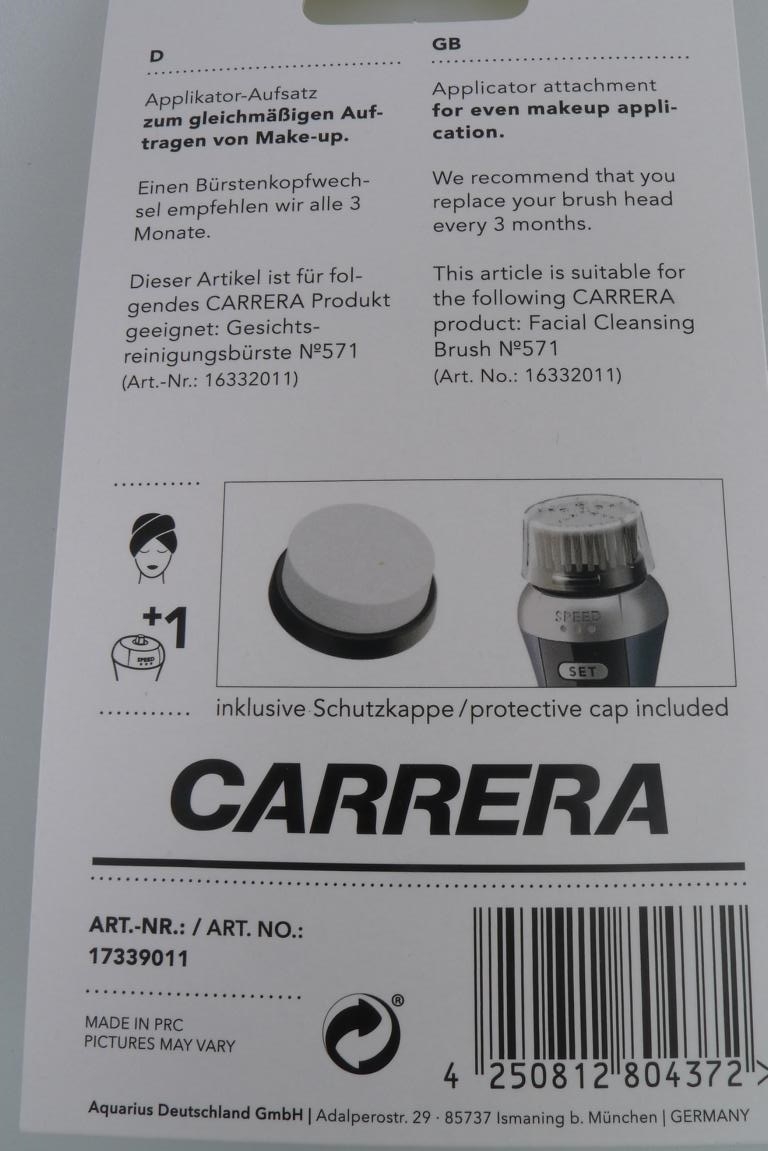 D
Applikator-Aufsatz
zum gleichmäßigen Auf-
tragen von Make-up.
Einen Bürstenkopfwech-
sel empfehlen wir alle 3
Monate.
Dieser Artikel ist für fol-
gendes CARRERA Produkt
geeignet: Gesichts-
reinigungsbürste Nº571
(Art.-Nr.: 16332011)
GB
Applicator attachment
for even makeup appli-
cation.
We recommend that you
replace your brush head
every 3 months.
This article is suitable for
the following CARRERA
product: Facial Cleansing
Brush Nº571
(Art. No.: 16332011)
+1
SPEED
SPEED
SET
inklusive Schutzkappe/protective cap included
CARRERA
ART.-NR.: / ART. NO.:
17339011
MADE IN PRC
PICTURES MAY VARY
®
4 250812 804372 >
Aquarius Deutschland GmbH | Adalperostr. 29 · 85737 Ismaning b. München | GERMANY